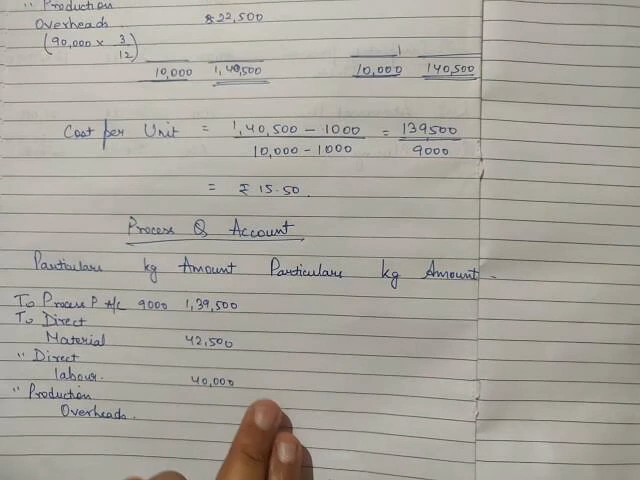 " Production
Overheads 22,500
(90,000 × 3/12)
10,000 1,40,500 10,000 140,500
Cost per Unit = 1,40,500 - 1000 / 10,000 - 1000 = 139500 / 9000
= ₹ 15.50
Process Q Account
Particulars kg Amount Particulars kg Amount
To Process P A/c 9000 1,39,500
To Direct
Material 42,500
" Direct
labour. 40,000
" Production
Overheads.